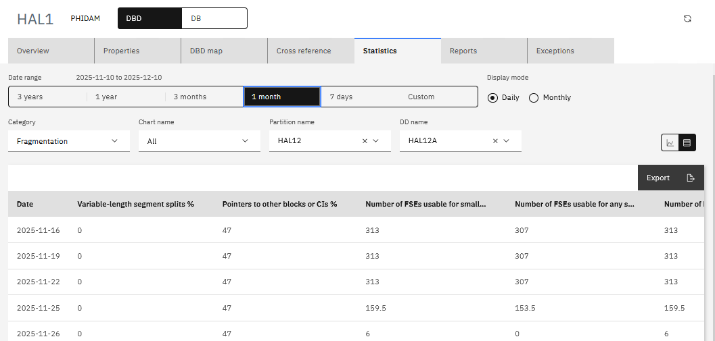 HAL1 PHIDAM DBD DB
Overview Properties DBD map Cross reference Statistics Reports Exceptions
Date range 2025-11-10 to 2025-12-10 Display mode
3 years 1 year 3 months 1 month 7 days Custom Daily Monthly
Category Chart name Partition name DD name
Fragmentation All HAL12 HAL12A
Export
Date Variable-length segment splits % Pointers to other blocks or CIs % Number of FSEs usable for small... Number of FSEs usable for any s... Number of
2025-11-16 0 47 313 307 313
2025-11-19 0 47 313 307 313
2025-11-22 0 47 313 307 313
2025-11-25 0 47 159.5 153.5 159.5
2025-11-26 0 47 6 0 6